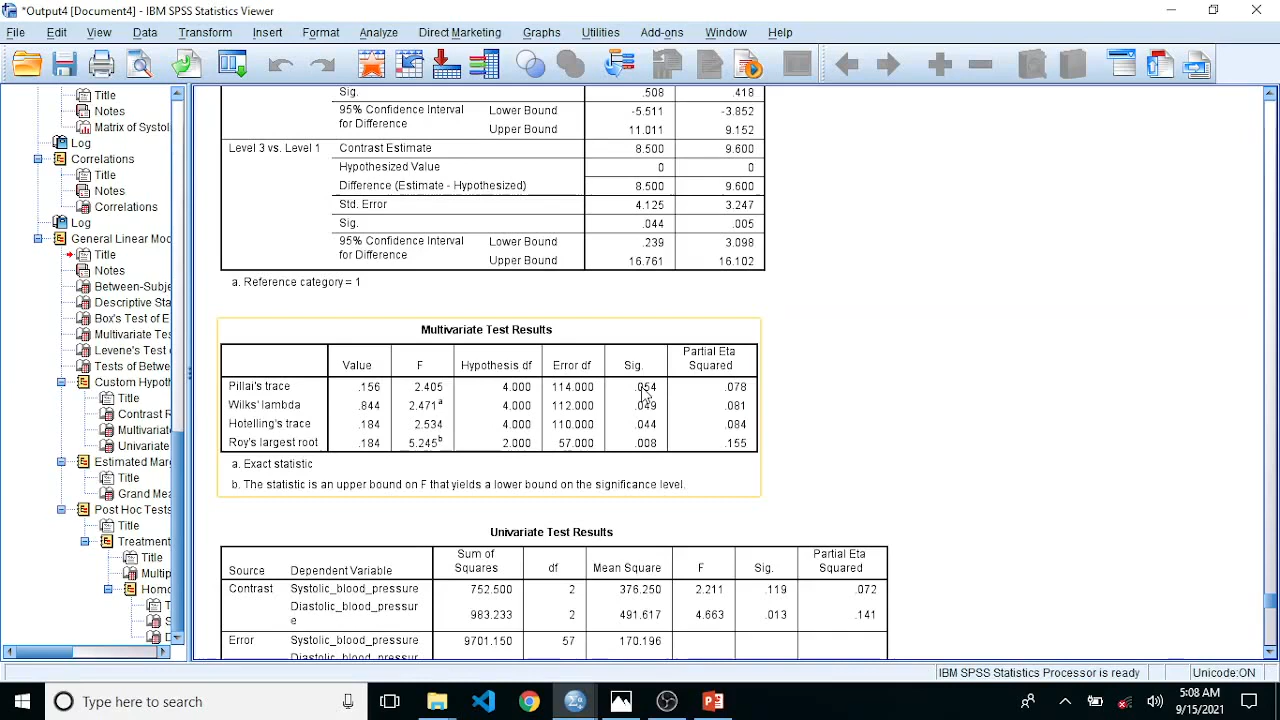 *Output4 [Document4] - IBM SPSS Statistics Viewer
File Edit View Data Transform Insert Format Analyze Direct Marketing Graphs Utilities Add-ons Window Help
Title
Notes
Matrix of Systol
Log
Correlations
Title
Notes
Correlations
Log
General Linear Mod
Title
Notes
Between-Subje
Descriptive Sta
Box's Test of E
Multivariate Tes
Levene's Test o
Tests of Betwe
Custom Hypoth
Title
Contrast R
Multivariate
Univariate
Estimated Marg
Title
Grand Mea
Post Hoc Tests
Title
Treatment
Title
Multip
Homo
Sig. .508 .418
95% Confidence Interval for Difference Lower Bound -5.511 -3.852
Upper Bound 11.011 9.152
Level 3 vs. Level 1 Contrast Estimate 8.500 9.600
Hypothesized Value 0 0
Difference (Estimate - Hypothesized) 8.500 9.600
Std. Error 4.125 3.247
Sig. .044 .005
95% Confidence Interval for Difference Lower Bound .239 3.098
Upper Bound 16.761 16.102
a. Reference category = 1
Multivariate Test Results
Value F Hypothesis df Error df Sig. Partial Eta Squared
Pillai's trace .156 2.405 4.000 114.000 .054 .078
Wilks' lambda .844 2.471a 4.000 112.000 .049 .081
Hotelling's trace .184 2.534 4.000 110.000 .044 .084
Roy's largest root .184 5.245b 2.000 57.000 .008 .155
a. Exact statistic
b. The statistic is an upper bound on F that yields a lower bound on the significance level.
Univariate Test Results
Source Dependent Variable Sum of Squares df Mean Square F Sig. Partial Eta Squared
Contrast Systolic_blood_pressure 752.500 2 376.250 2.211 .119 .072
Diastolic_blood_pressure 983.233 2 491.617 4.663 .013 .141
Error Systolic_blood_pressure 9701.150 57 170.196
Diastolic_blood_pressur
IBM SPSS Statistics Processor is ready Unicode:ON
Type here to search
5:08 AM
9/15/2021